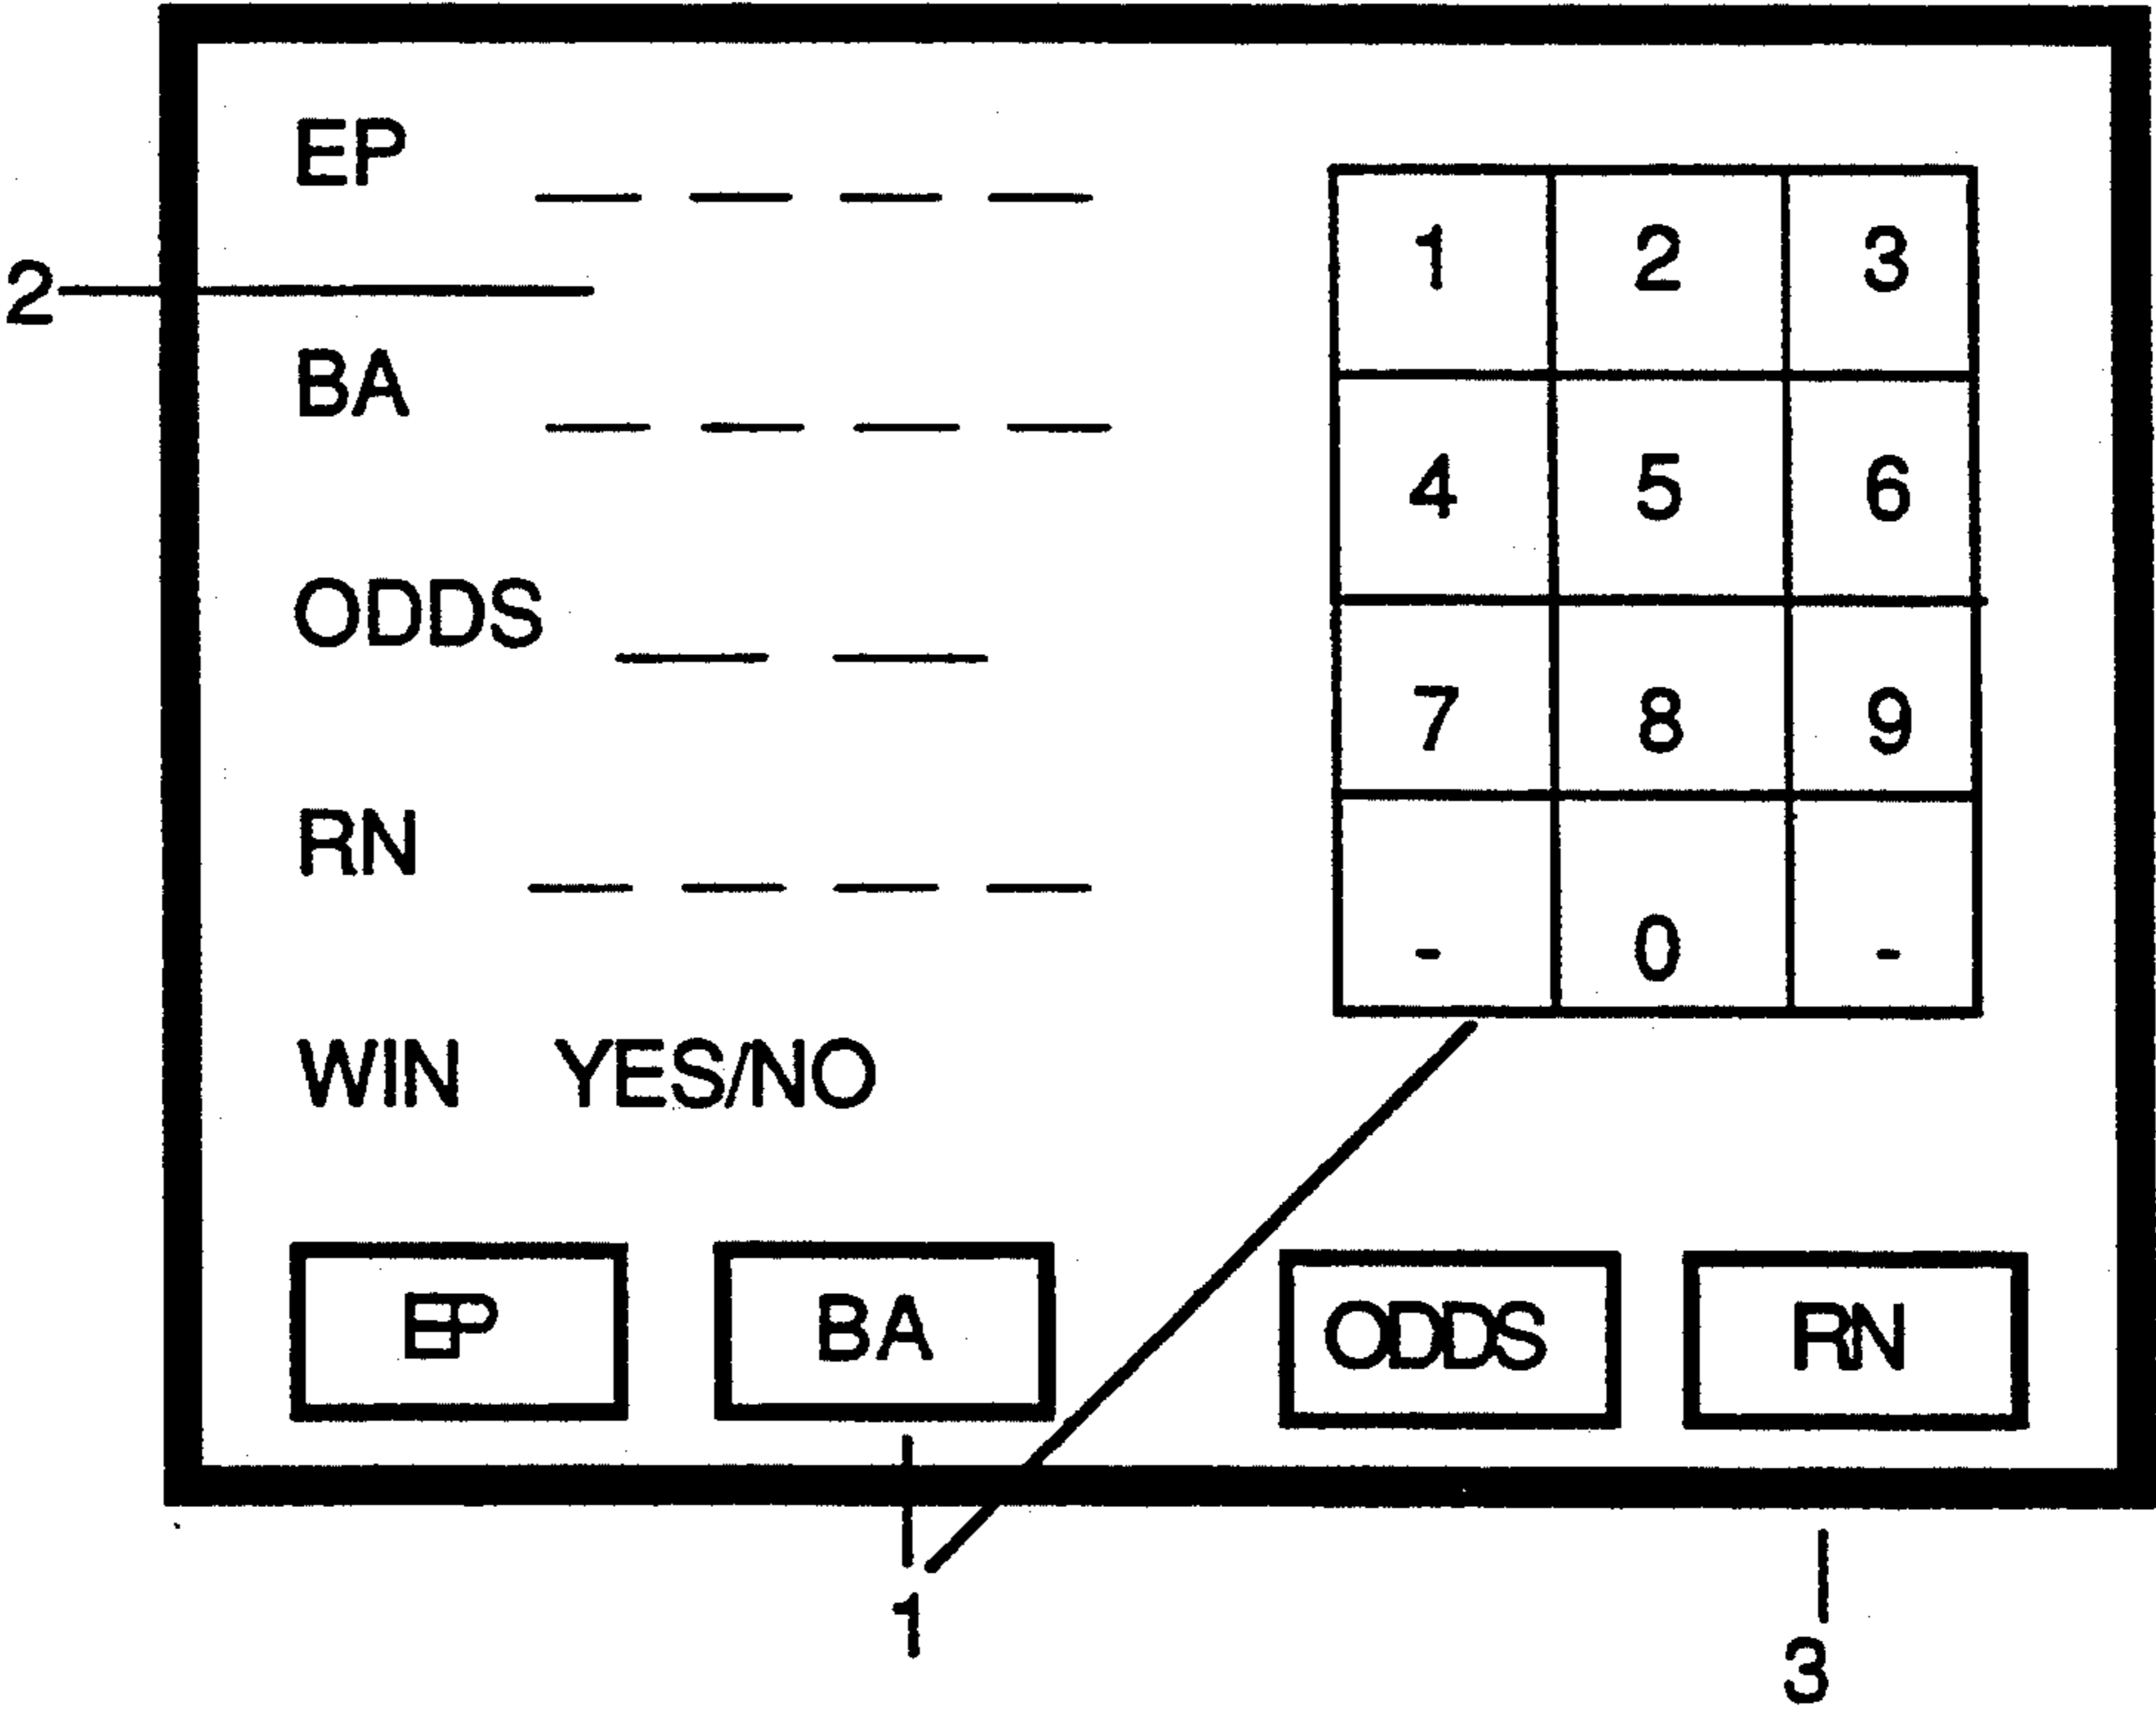 EP _ _ _ _
2
BA _ _ _ _
ODDS _ _
RN _ _ _ _
WIN YES/NO
1 2 3
4 5 6
7 8 9
- 0 -
EP BA ODDS RN
1
3